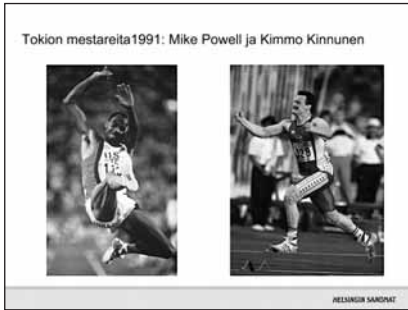 Tokion mestareita1991: Mike Powell ja Kimmo Kinnunen
HELSINGIN SANOMAT